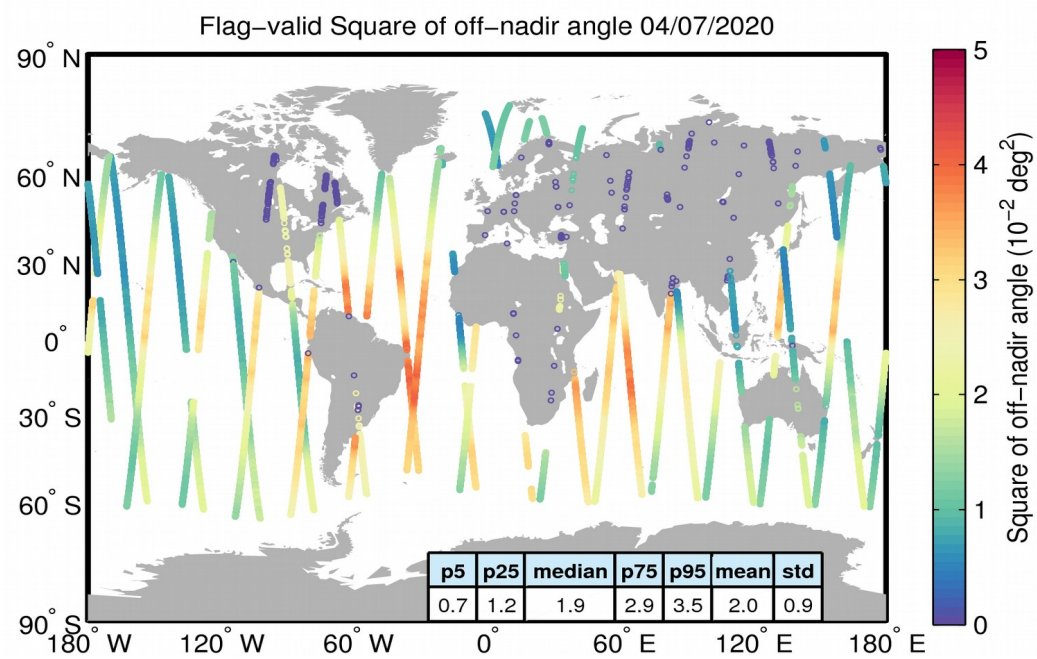 Flag−valid Square of off−nadir angle 04/07/2020
90° N
60° N
30° N
0°
30° S
60° S
90° S
180° W
120° W
60° W
0°
60° E
120° E
180° E
p5 p25 median p75 p95 mean std
0.7 1.2 1.9 2.9 3.5 2.0 0.9
5
4
3
2
1
0
Square of off−nadir angle (10⁻² deg²)